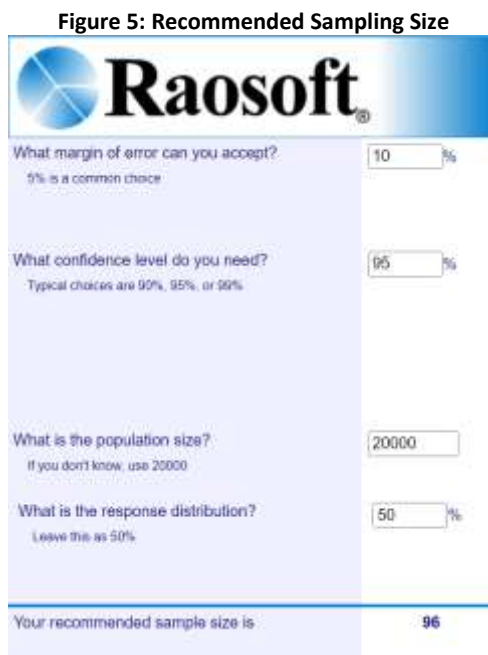 Figure 5: Recommended Sampling Size
Raosoft®
What margin of error can you accept?
10 %
5% is a common choice
What confidence level do you need?
95 %
Typical choices are 90%, 95%, or 99%
What is the population size?
20000
If you don't know, use 20000
What is the response distribution?
50 %
Leave this as 50%
Your recommended sample size is 96